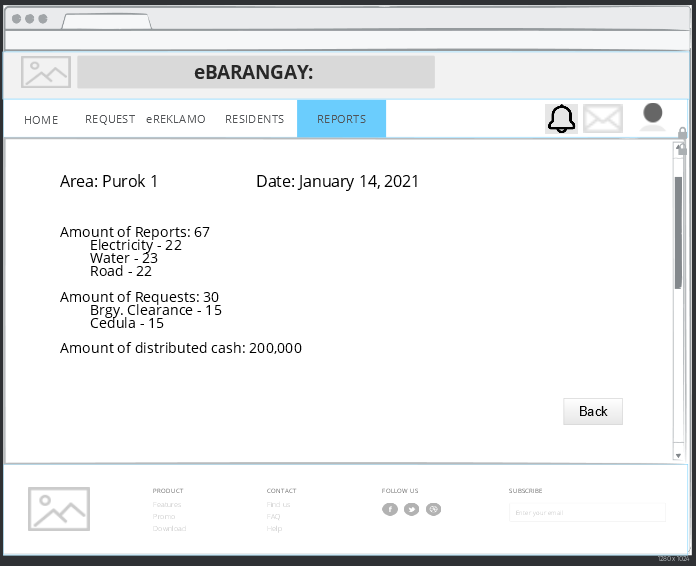 eBARANGAY:
HOME REQUEST eREKLAMO RESIDENTS REPORTS
Area: Purok 1 Date: January 14, 2021
Amount of Reports: 67
Electricity - 22
Water - 23
Road - 22
Amount of Requests: 30
Brgy. Clearance - 15
Cedula - 15
Amount of distributed cash: 200,000
Back
PRODUCT CONTACT FOLLOW US SUBSCRIBE
Features Find us
Promo FAQ Enter your email
Download Help
1280 x 1024